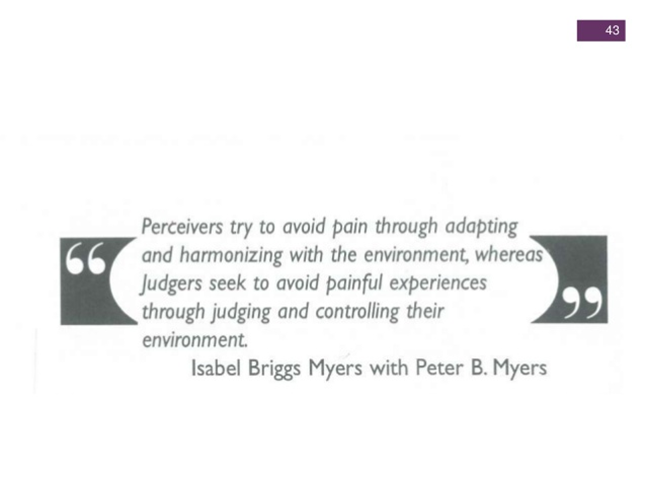 43
Perceivers try to avoid pain through adapting
“ and harmonizing with the environment, whereas
Judgers seek to avoid painful experiences
through judging and controlling their ”
environment.
Isabel Briggs Myers with Peter B. Myers